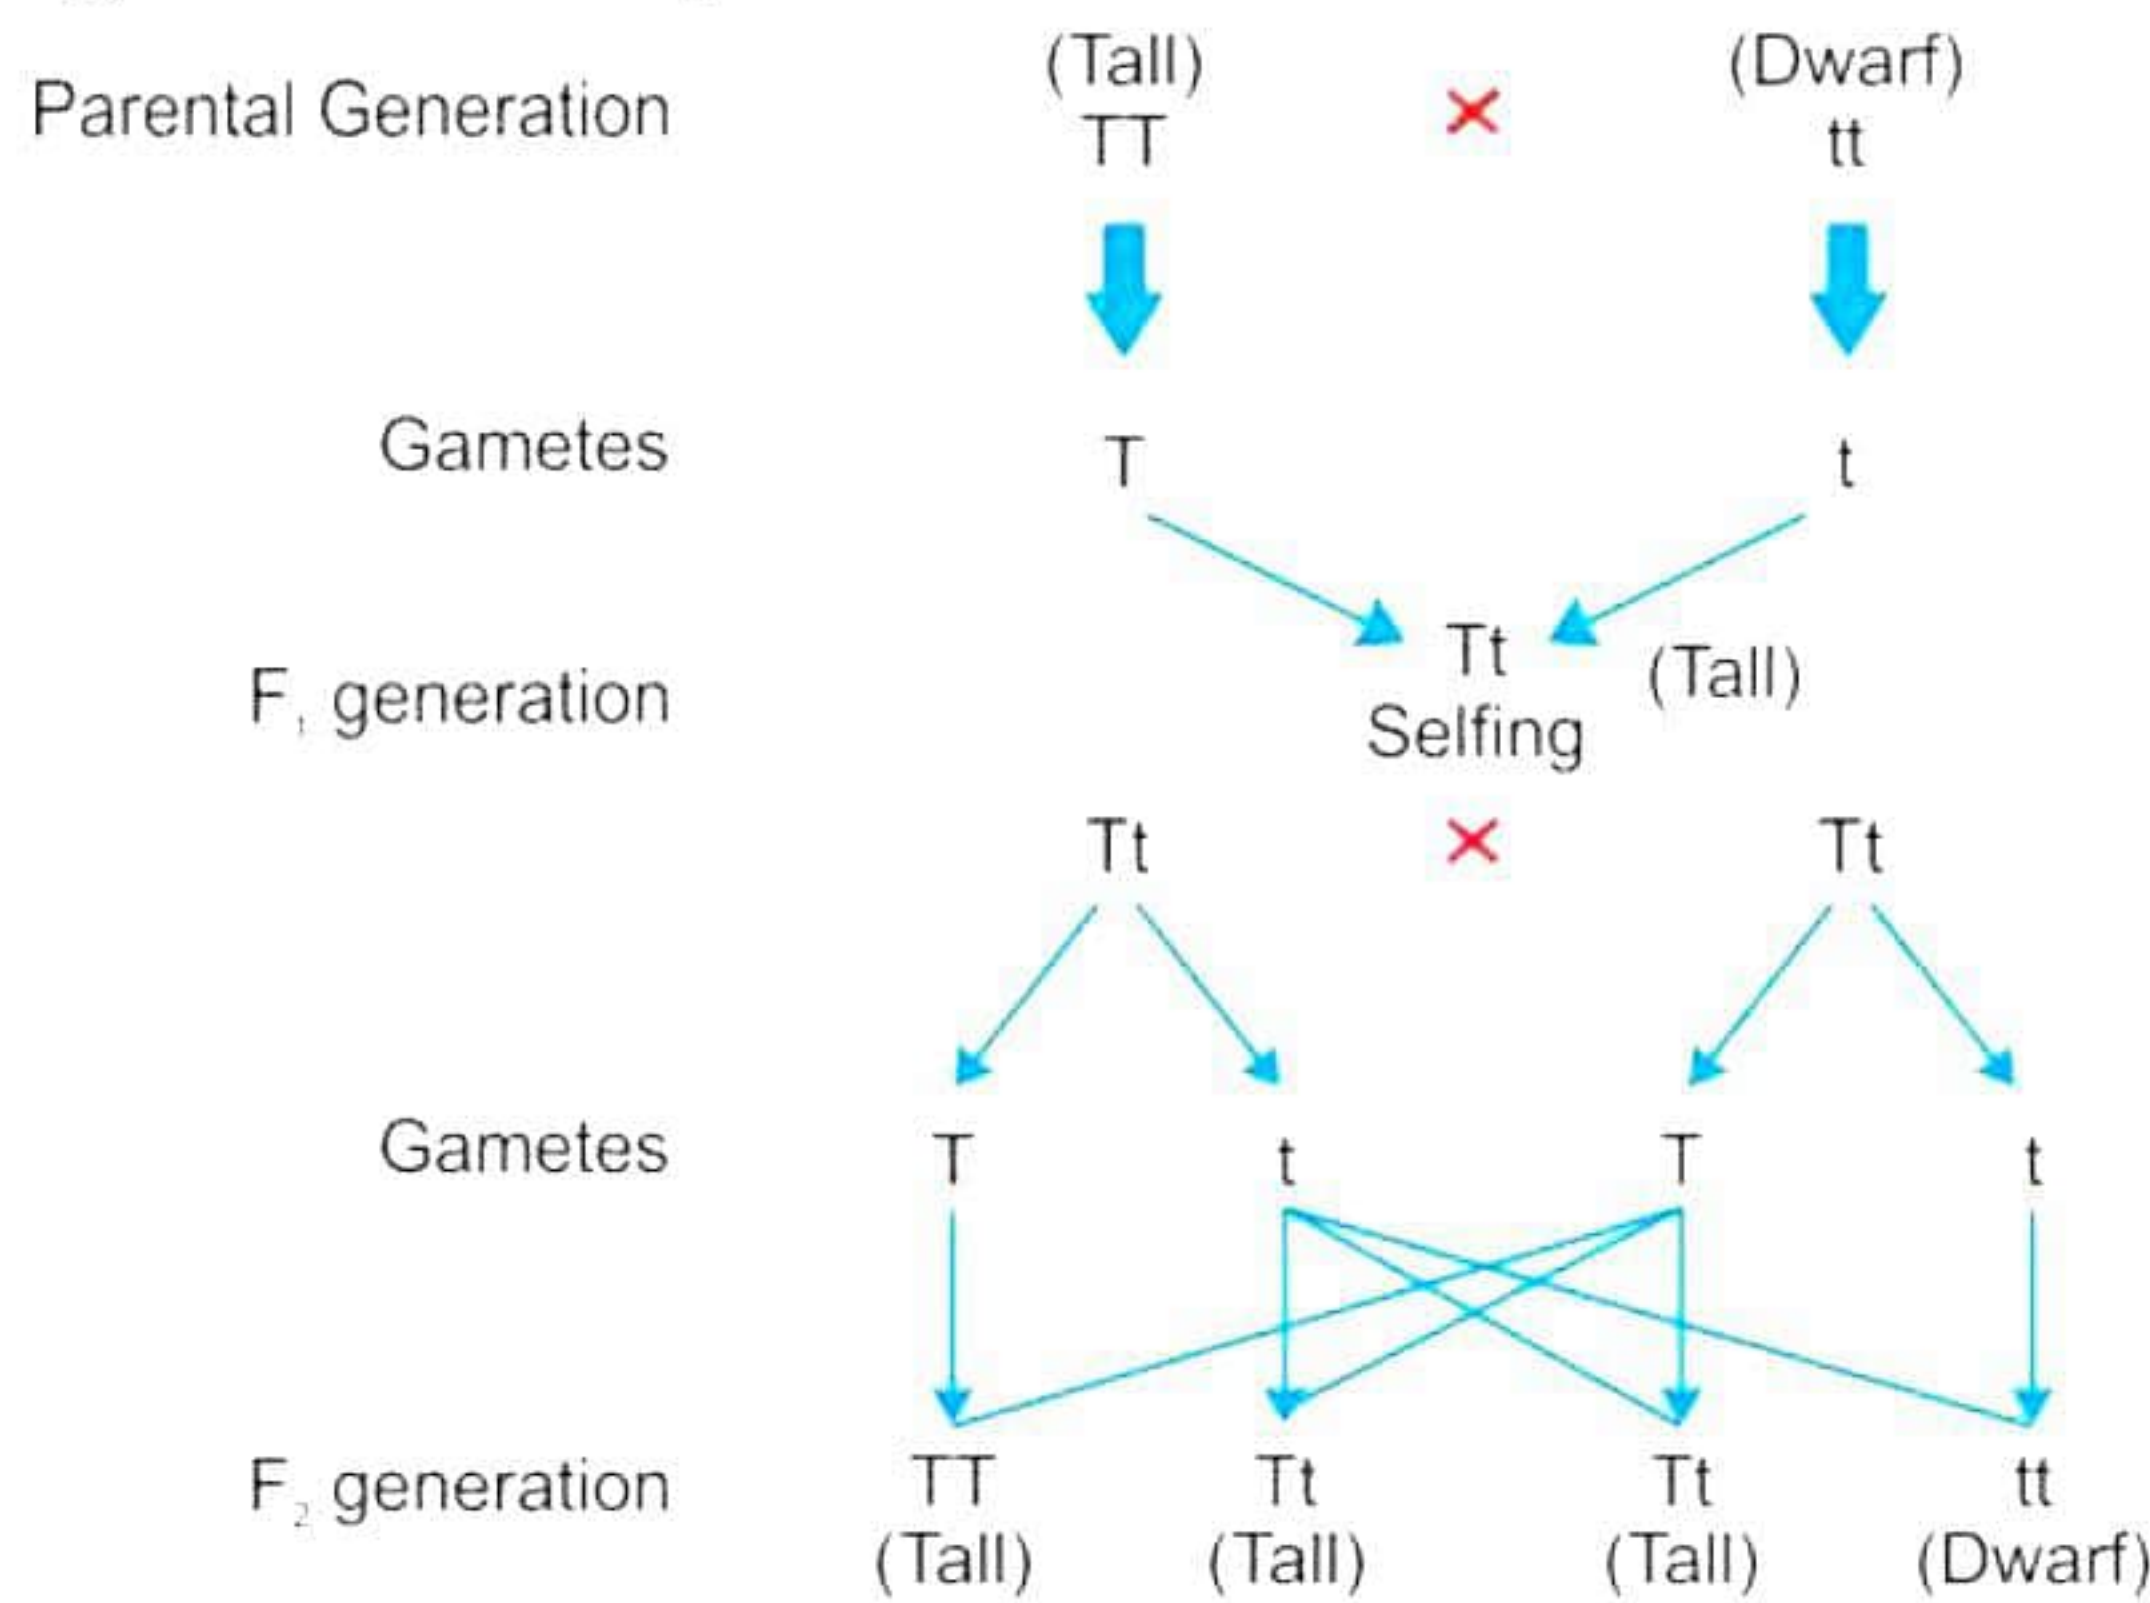 (Tall) (Dwarf)
Parental Generation TT × tt
Gametes T t
F₁ generation Tt (Tall)
Selfing
Tt × Tt
Gametes T t T t
F₂ generation TT Tt Tt tt
(Tall) (Tall) (Tall) (Dwarf)